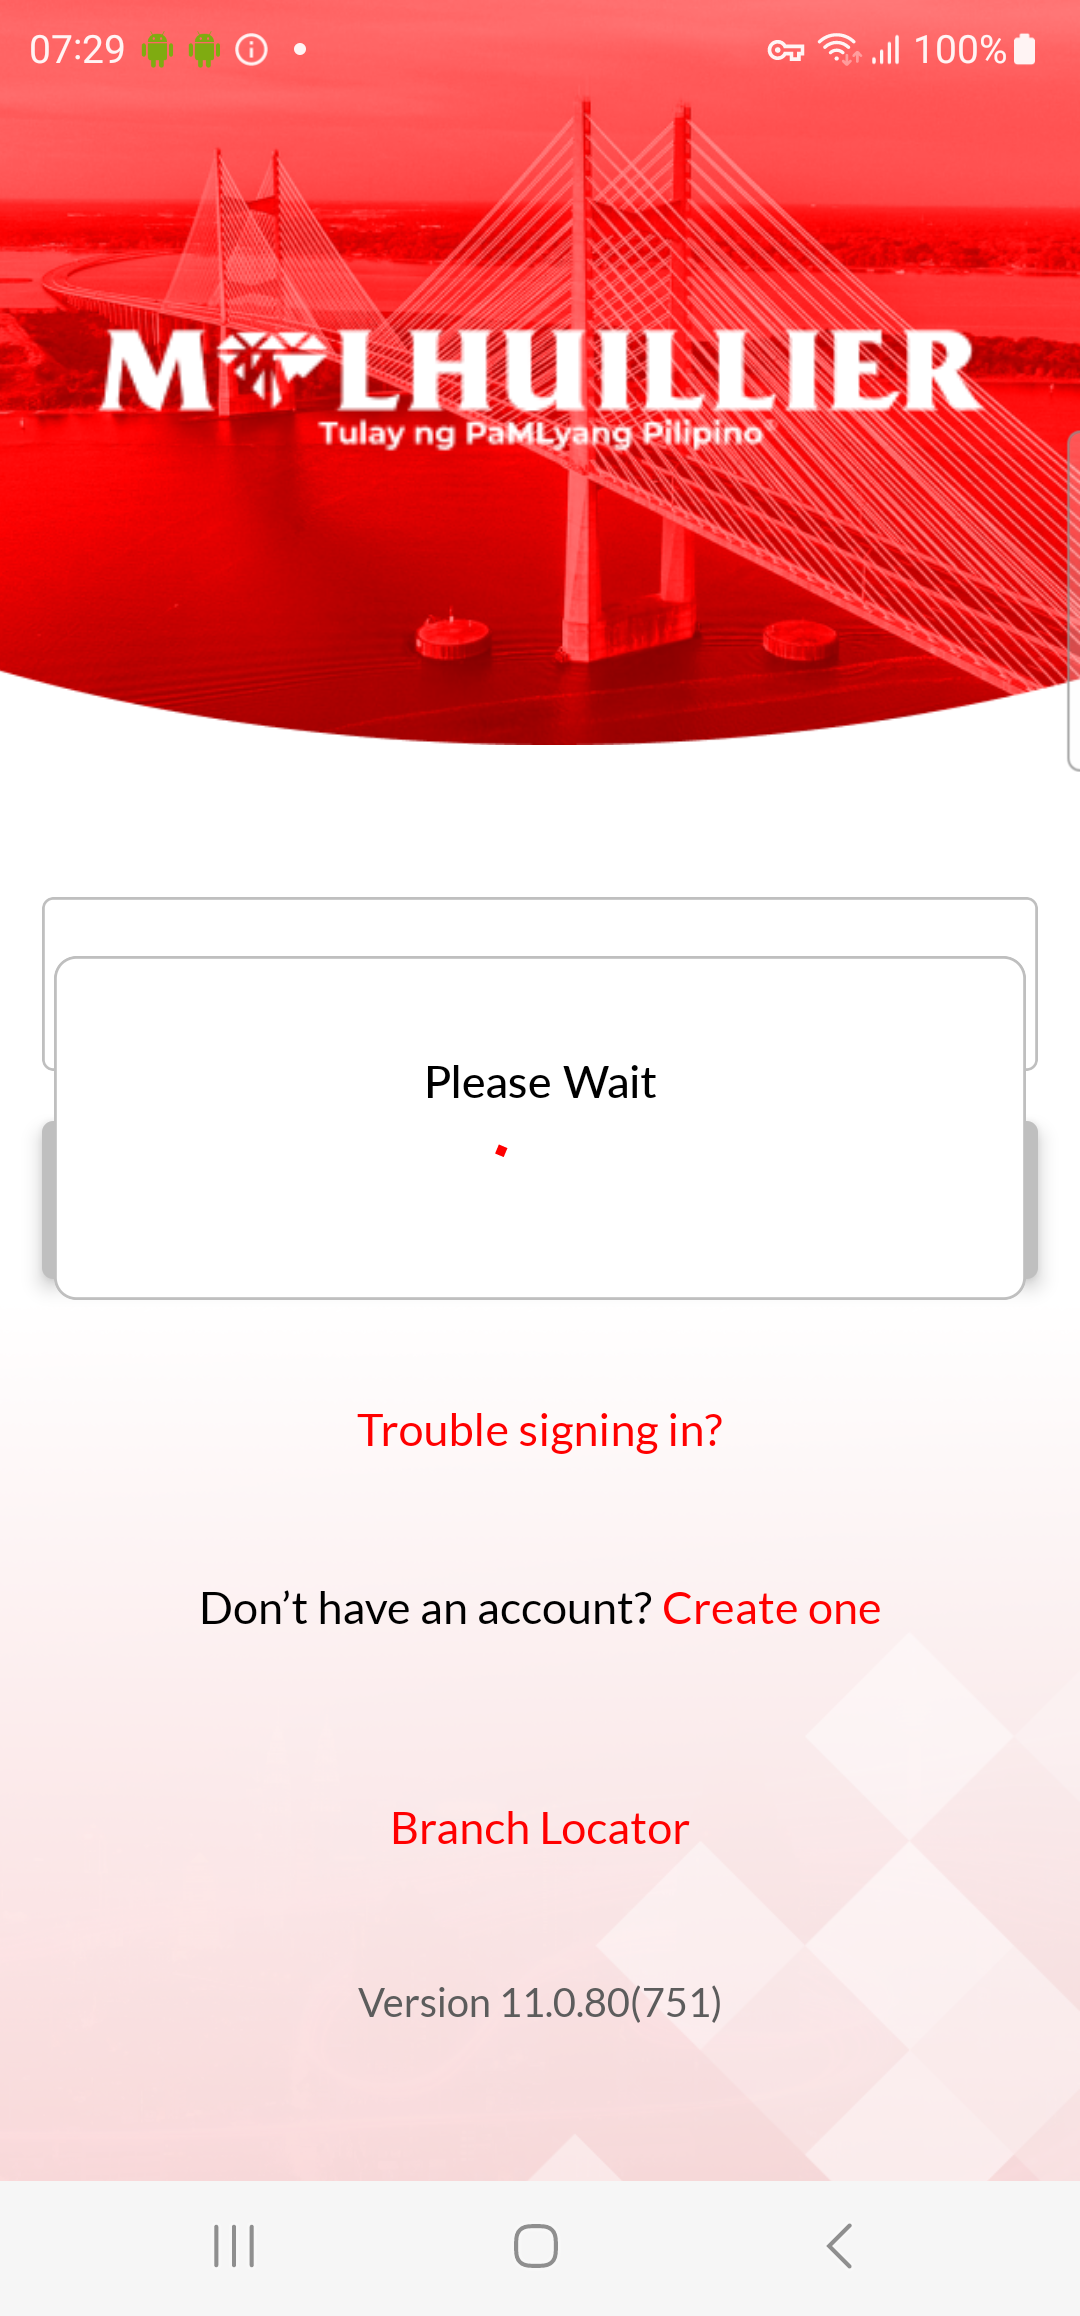 07:29 100%
M LHUILLIER
Tulay ng PaMLyang Pilipino
Please Wait
Trouble signing in?
Don’t have an account? Create one
Branch Locator
Version 11.0.80(751)